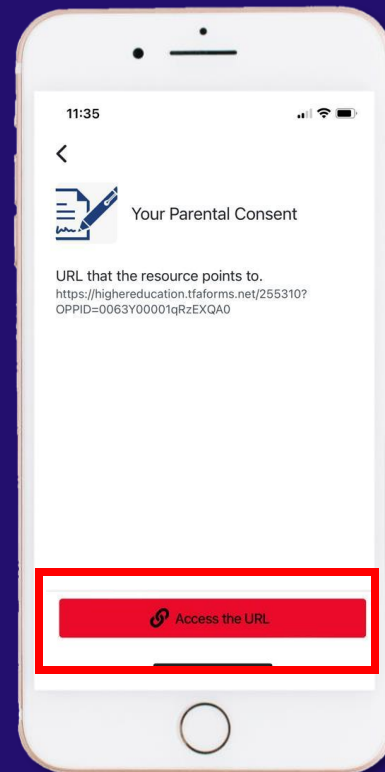 11:35
Your Parental Consent
URL that the resource points to.
https://highereducation.tfaforms.net/255310?
OPPID=0063Y00001qRzEXQA0
Access the URL